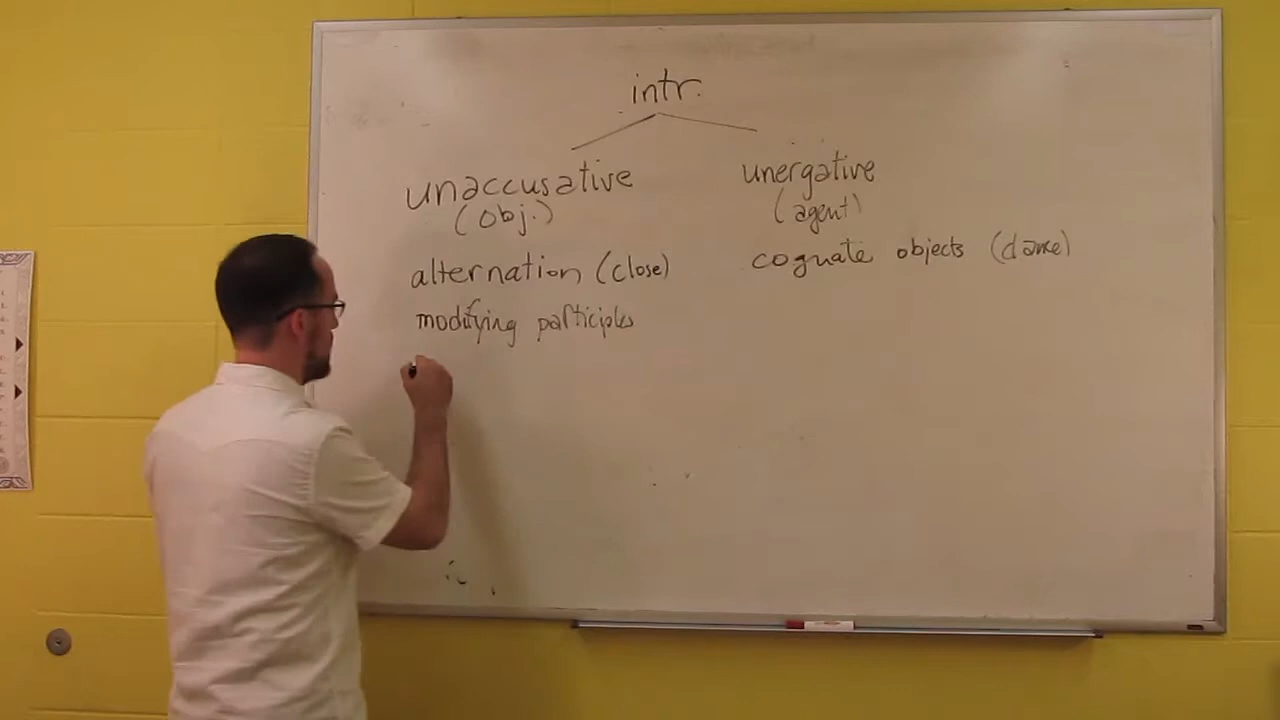 intr.
unaccusative unergative
(obj.) (agent)
alternation (close) cognate objects (dance)
modifying participles